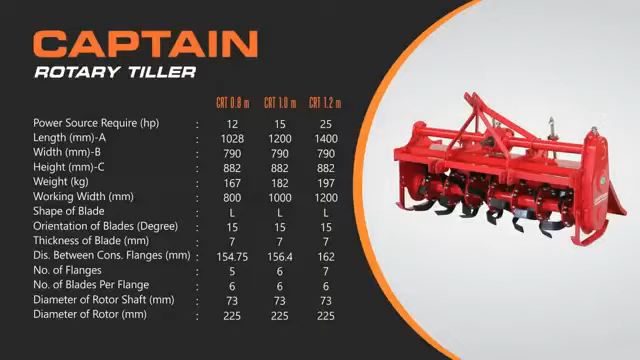 CAPTAIN
ROTARY TILLER
CRT 0.8 m CRT 1.0 m CRT 1.2 m
Power Source Require (hp) : 12 15 25
Length (mm)-A : 1028 1200 1400
Width (mm)-B : 790 790 790
Height (mm)-C : 882 882 882
Weight (kg) : 167 182 197
Working Width (mm) : 800 1000 1200
Shape of Blade : L L L
Orientation of Blades (Degree) : 15 15 15
Thickness of Blade (mm) : 7 7 7
Dis. Between Cons. Flanges (mm) : 154.75 156.4 162
No. of Flanges : 5 6 7
No. of Blades Per Flange : 6 6 6
Diameter of Rotor Shaft (mm) : 73 73 73
Diameter of Rotor (mm) : 225 225 225